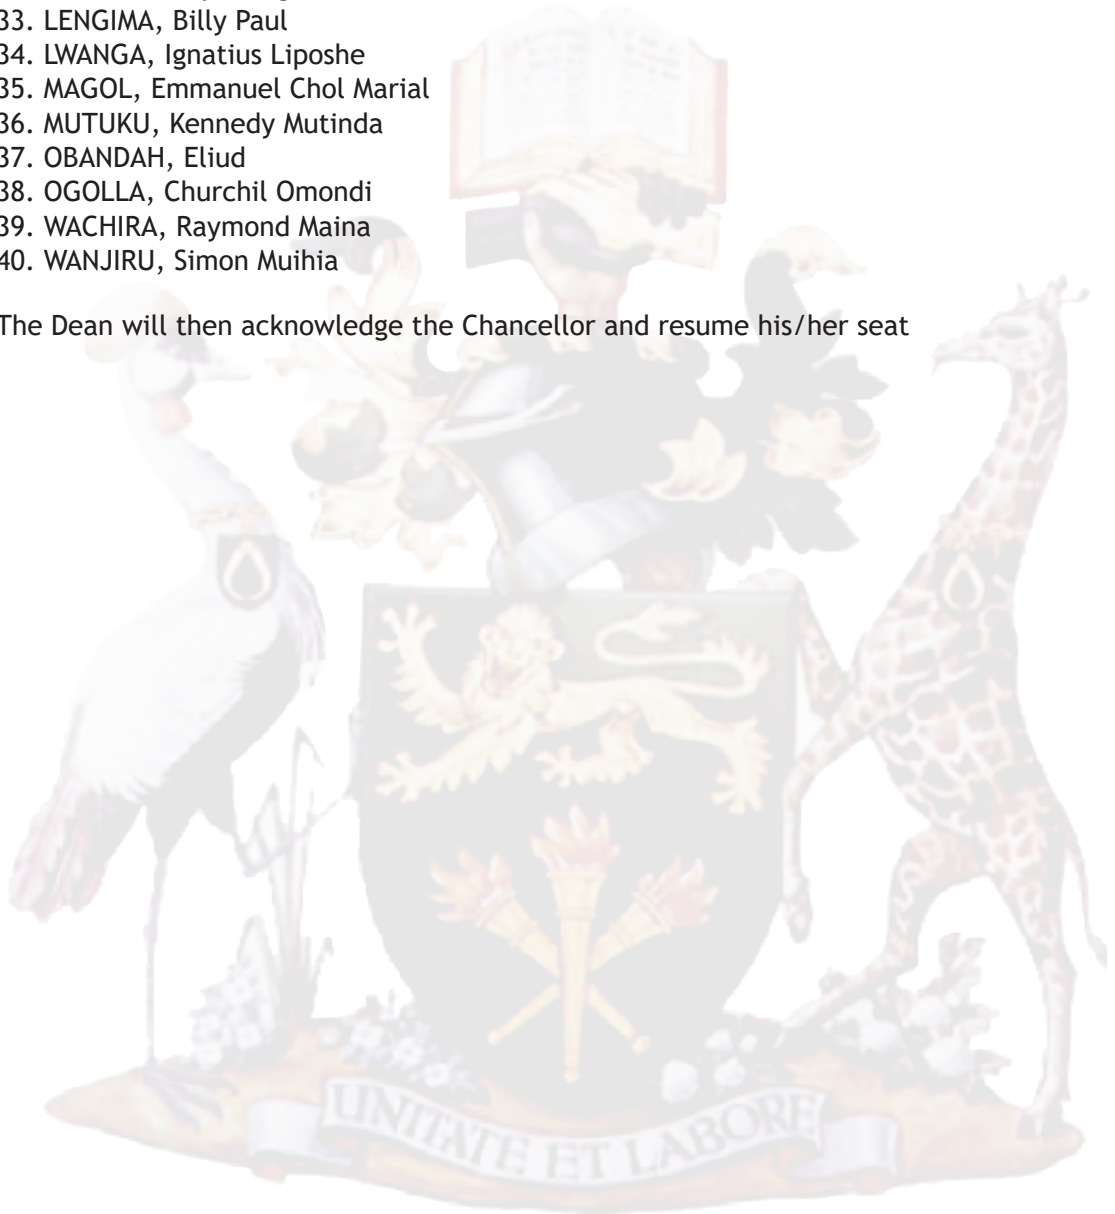 33. LENGIMA, Billy Paul
34. LWANGA, Ignatius Liposhe
35. MAGOL, Emmanuel Chol Marial
36. MUTUKU, Kennedy Mutinda
37. OBANDAH, Eliud
38. OGOLLA, Churchil Omondi
39. WACHIRA, Raymond Maina
40. WANJIRU, Simon Muihia
The Dean will then acknowledge the Chancellor and resume his/her seat
UNITATE ET LABORE